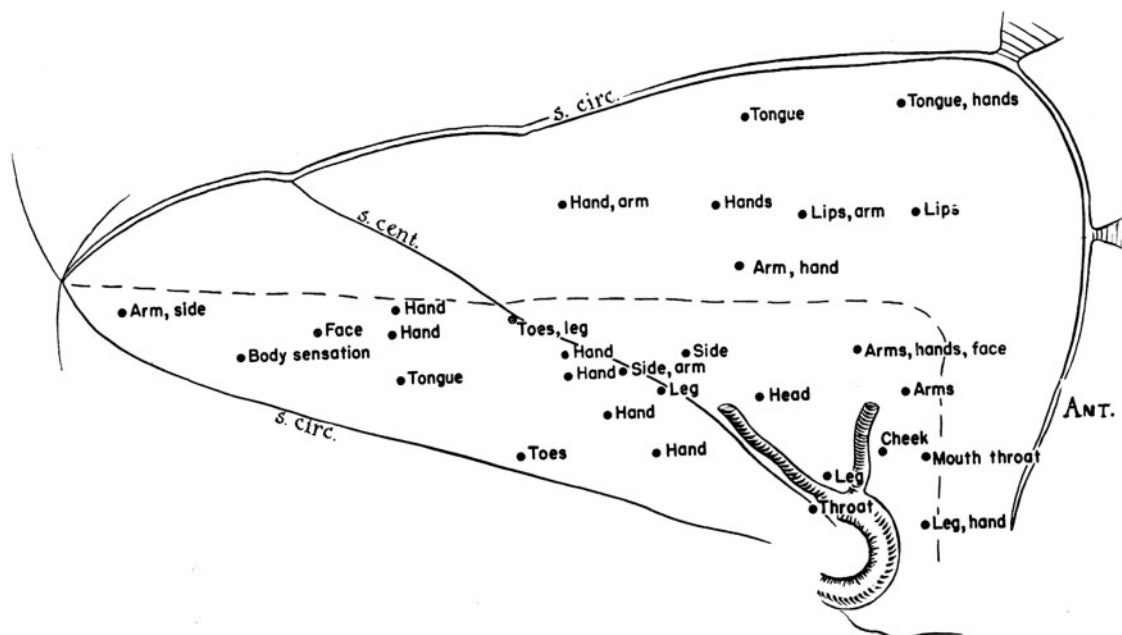 s. circ.
Tongue, hands
Tongue
Hand, arm
Hands
Lips, arm
Lips
s. cent.
Arm, hand
Arm, side
Hand
Toes, leg
Face
Hand
Body sensation
Hand
Side
Arms, hands, face
Side, arm
Hand
Tongue
Leg
Head
Arms
ANT.
s. circ.
Hand
Toes
Hand
Cheek
Mouth throat
Leg
Throat
Leg, hand